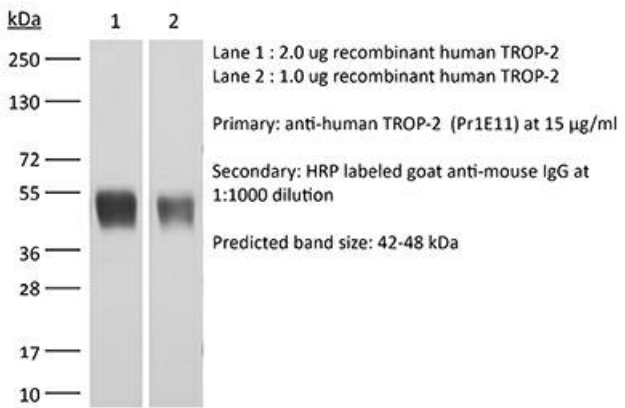 kDa 1 2
250
130
72
55
36
28
17
10
Lane 1 : 2.0 ug recombinant human TROP-2
Lane 2 : 1.0 ug recombinant human TROP-2
Primary: anti-human TROP-2 (Pr1E11) at 15 µg/ml
Secondary: HRP labeled goat anti-mouse IgG at
1:1000 dilution
Predicted band size: 42-48 kDa